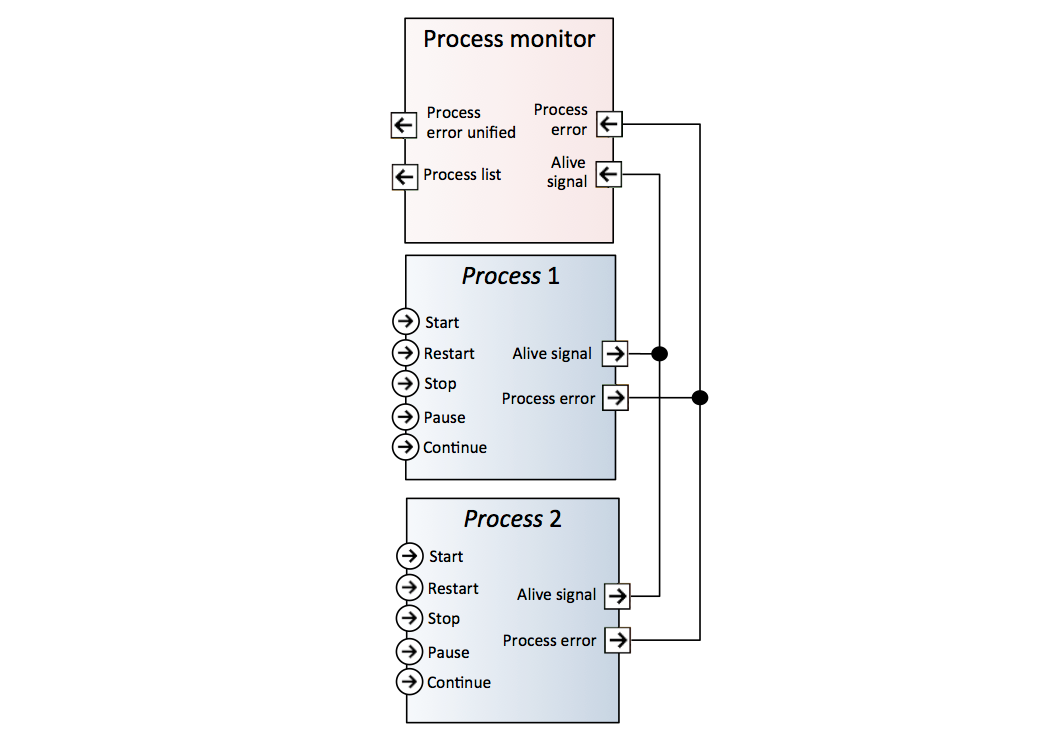 Process monitor
Process
error unified
Process list
Process
error
Alive
signal
Process 1
Start
Restart
Stop
Pause
Continue
Alive signal
Process error
Process 2
Start
Restart
Stop
Pause
Continue
Alive signal
Process error